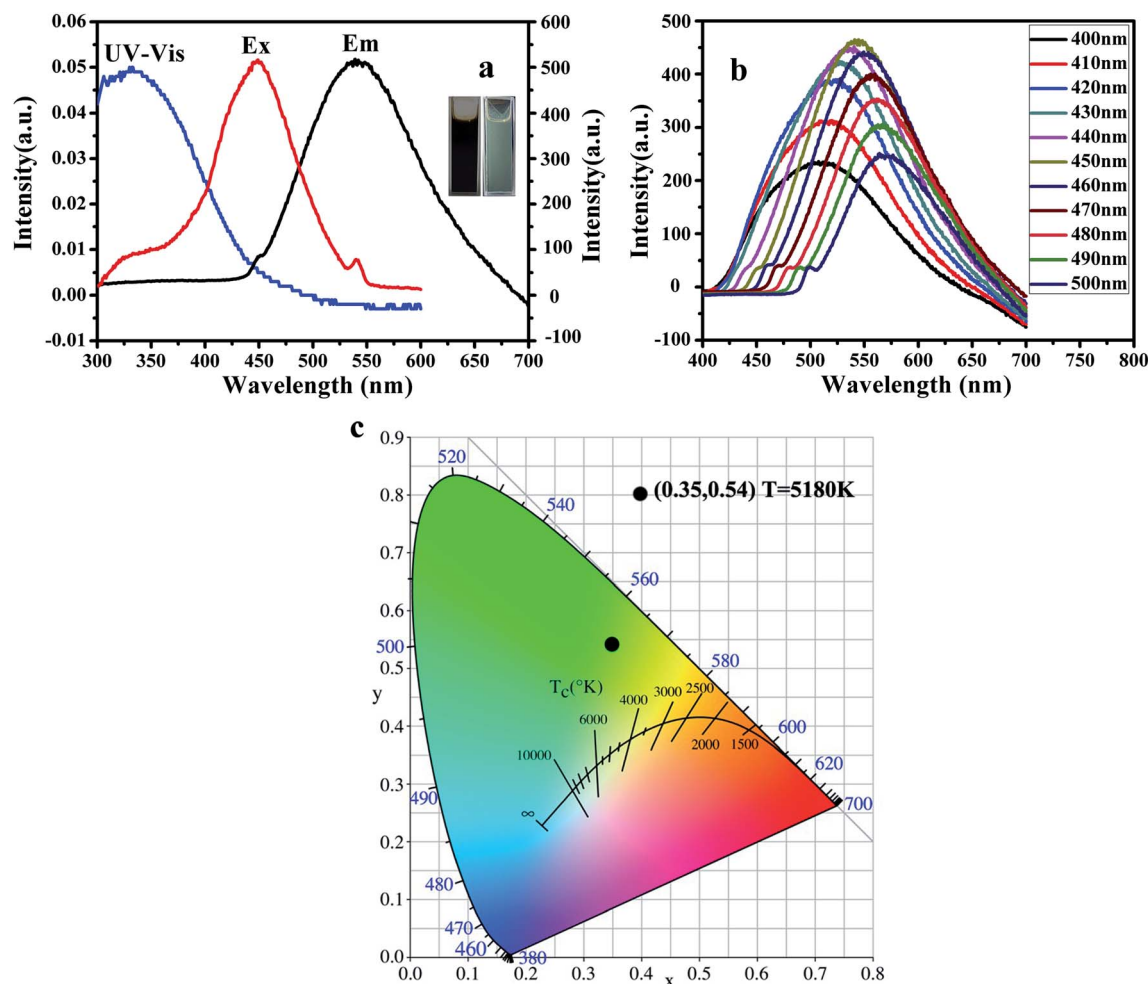 UV-Vis Ex Em
a
Intensity(a.u.)
0.06
0.05
0.04
0.03
0.02
0.01
0.00
-0.01
600
500
400
300
200
100
0
-100
Intensity(a.u.)
300 350 400 450 500 550 600 700
Wavelength (nm)
b
Intensity(a.u.)
500
400
300
200
100
0
-100
400 450 500 550 600 650 700 750 800
Wavelength (nm)
400nm
410nm
420nm
430nm
440nm
450nm
460nm
470nm
480nm
490nm
500nm
c
(0.35,0.54) T=5180K
y
0.9
0.8
0.7
0.6
0.5
0.4
0.3
0.2
0.1
0.0
520
540
560
580
600
620
700
500
490
480
470
460
380
T_C(°K)
∞
10000
6000
4000
3000
2500
2000
1500
0.0 0.1 0.2 0.3 0.4 0.5 0.6 0.7 0.8
x